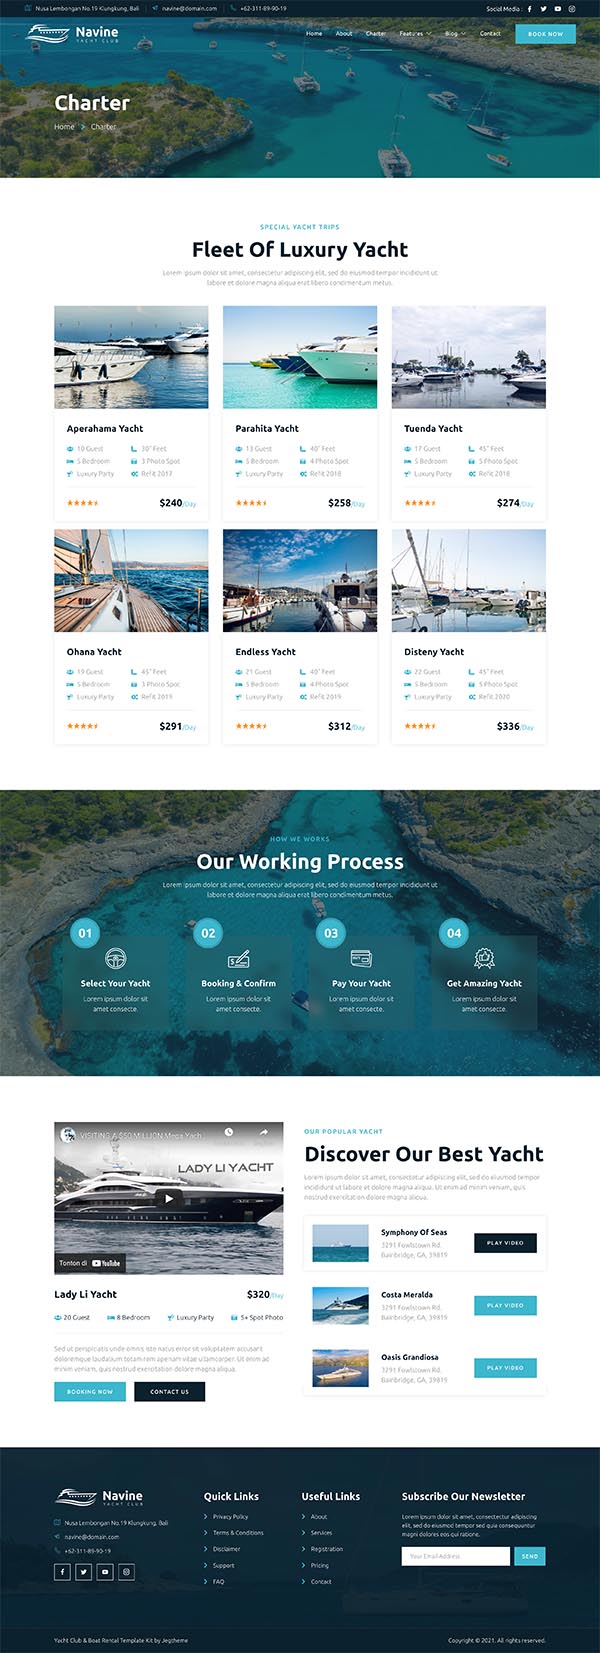 Nusa Lembongan No.19 Klungkung, Bali
navine@domain.com
+62-311-89-90-19
Social Media :
Navine
YACHT CLUB
Home
About
Charter
Features
Blog
Contact
BOOK NOW
Charter
Home
Charter
SPECIAL YACHT TRIPS
Fleet Of Luxury Yacht
Lorem ipsum dolor sit amet, consectetur adipiscing elit, sed do eiusmod tempor incididunt ut
labore et dolore magna aliqua erat libero condimentum metus.
Aperahama Yacht
10 Guest
30" Feet
5 Bedroom
3 Photo Spot
Luxury Party
Refit 2017
$240/Day
Parahita Yacht
13 Guest
40" Feet
5 Bedroom
4 Photo Spot
Luxury Party
Refit 2018
$258/Day
Tuenda Yacht
17 Guest
45" Feet
5 Bedroom
5 Photo Spot
Luxury Party
Refit 2018
$274/Day
Ohana Yacht
19 Guest
45" Feet
5 Bedroom
3 Photo Spot
Luxury Party
Refit 2019
$291/Day
Endless Yacht
21 Guest
40" Feet
5 Bedroom
4 Photo Spot
Luxury Party
Refit 2019
$312/Day
Disteny Yacht
22 Guest
45" Feet
5 Bedroom
5 Photo Spot
Luxury Party
Refit 2020
$336/Day
HOW WE WORKS
Our Working Process
Lorem ipsum dolor sit amet, consectetur adipiscing elit, sed do eiusmod tempor incididunt ut
labore et dolore magna aliqua erat libero condimentum metus.
01
Select Your Yacht
Lorem ipsum dolor sit
amet consecte.
02
Booking & Confirm
Lorem ipsum dolor sit
amet consecte.
03
Pay Your Yacht
Lorem ipsum dolor sit
amet consecte.
04
Get Amazing Yacht
Lorem ipsum dolor sit
amet consecte.
VISITING A $50 MILLION Mega Yach...
LADY LI YACHT
Tonton di YouTube
Lady Li Yacht
$320/Day
20 Guest
8 Bedroom
Luxury Party
5+ Spot Photo
Sed ut perspiciatis unde omnis iste natus error sit voluptatem accusant
doloremque laudatium totam rem aperiam vitae ullamcorper. Ut enim ad
minim veniam, quis nostrud exercitation dolore magna aliqua.
BOOKING NOW
CONTACT US
OUR POPULAR YACHT
Discover Our Best Yacht
Lorem ipsum dolor sit amet, consectetur adipiscing elit, sed do eiusmod tempor
incididunt ut labore et dolore magna aliqua. Ut enim ad minim veniam, quis
nostrud exercitation dolore magna aliqua.
Symphony Of Seas
3291 Fowlstown Rd.
Bainbridge, GA, 39819
PLAY VIDEO
Costa Meralda
3291 Fowlstown Rd.
Bainbridge, GA, 39819
PLAY VIDEO
Oasis Grandiosa
3291 Fowlstown Rd.
Bainbridge, GA, 39819
PLAY VIDEO
Navine
YACHT CLUB
Nusa Lembongan No.19 Klungkung, Bali
navine@domain.com
+62-311-89-90-19
Quick Links
Privacy Policy
Terms & Conditions
Disclaimer
Support
FAQ
Useful Links
About
Services
Registration
Pricing
Contact
Subscribe Our Newsletter
Lorem ipsum dolor sit amet, consectetur adipiscing
elit, sed do eiusmod tempor sed quia consequuntur
magni dolores eos qui ratione.
Your Email Address
SEND
Yacht Club & Boat Rental Template Kit by Jegtheme
Copyright © 2021. All rights reserved.